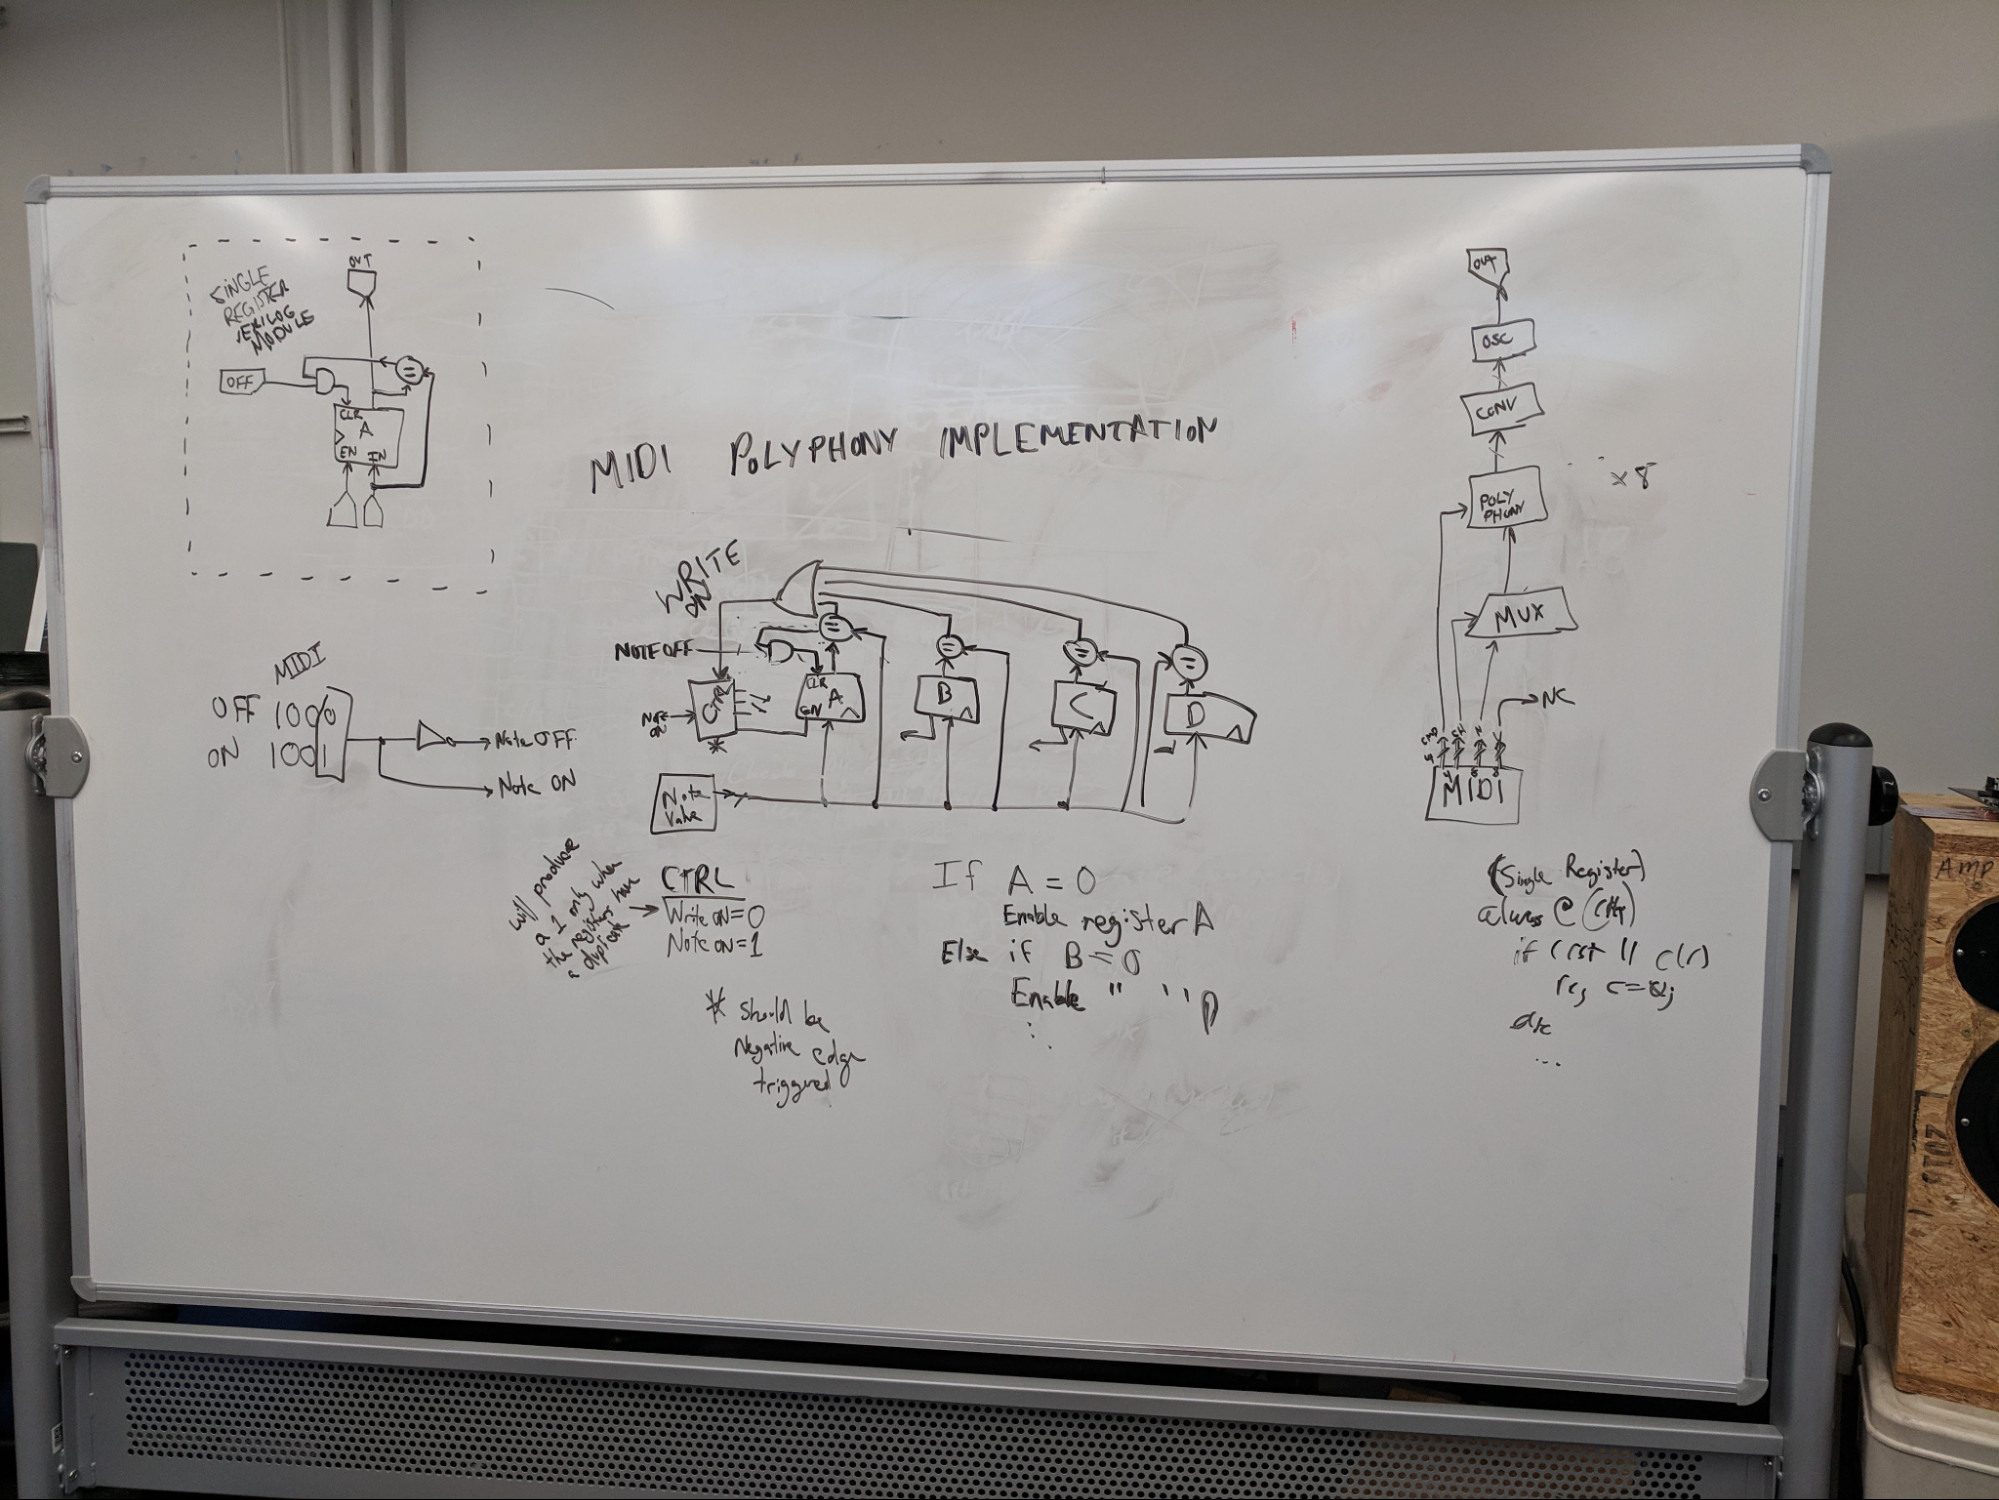 SINGLE
REGISTER
VERILOG
MODULE
OUT
OFF
CLR
A
EN IN
MIDI POLYPHONY IMPLEMENTATION
MIDI
OFF 1000
ON 1001
Note OFF
Note ON
WRITE
ON
NOTE OFF
NOTE
ON
CTRL
*
CLR
EN A
B
C
D
=
=
=
=
=
Note
Value
will produce
a 1 only when
the registers have
a duplicate
CTRL
Write on=0
Note on=1
* Should be
Negative edge
triggered
If A = 0
Enable register A
Else if B = 0
Enable " "
:
OUT
OSC
CONV
POLY
PHONY
x 8
MUX
NC
CMD CH
MIDI
(Single Register)
always @ (
if (rst || clr)
else
...
AMP
2016